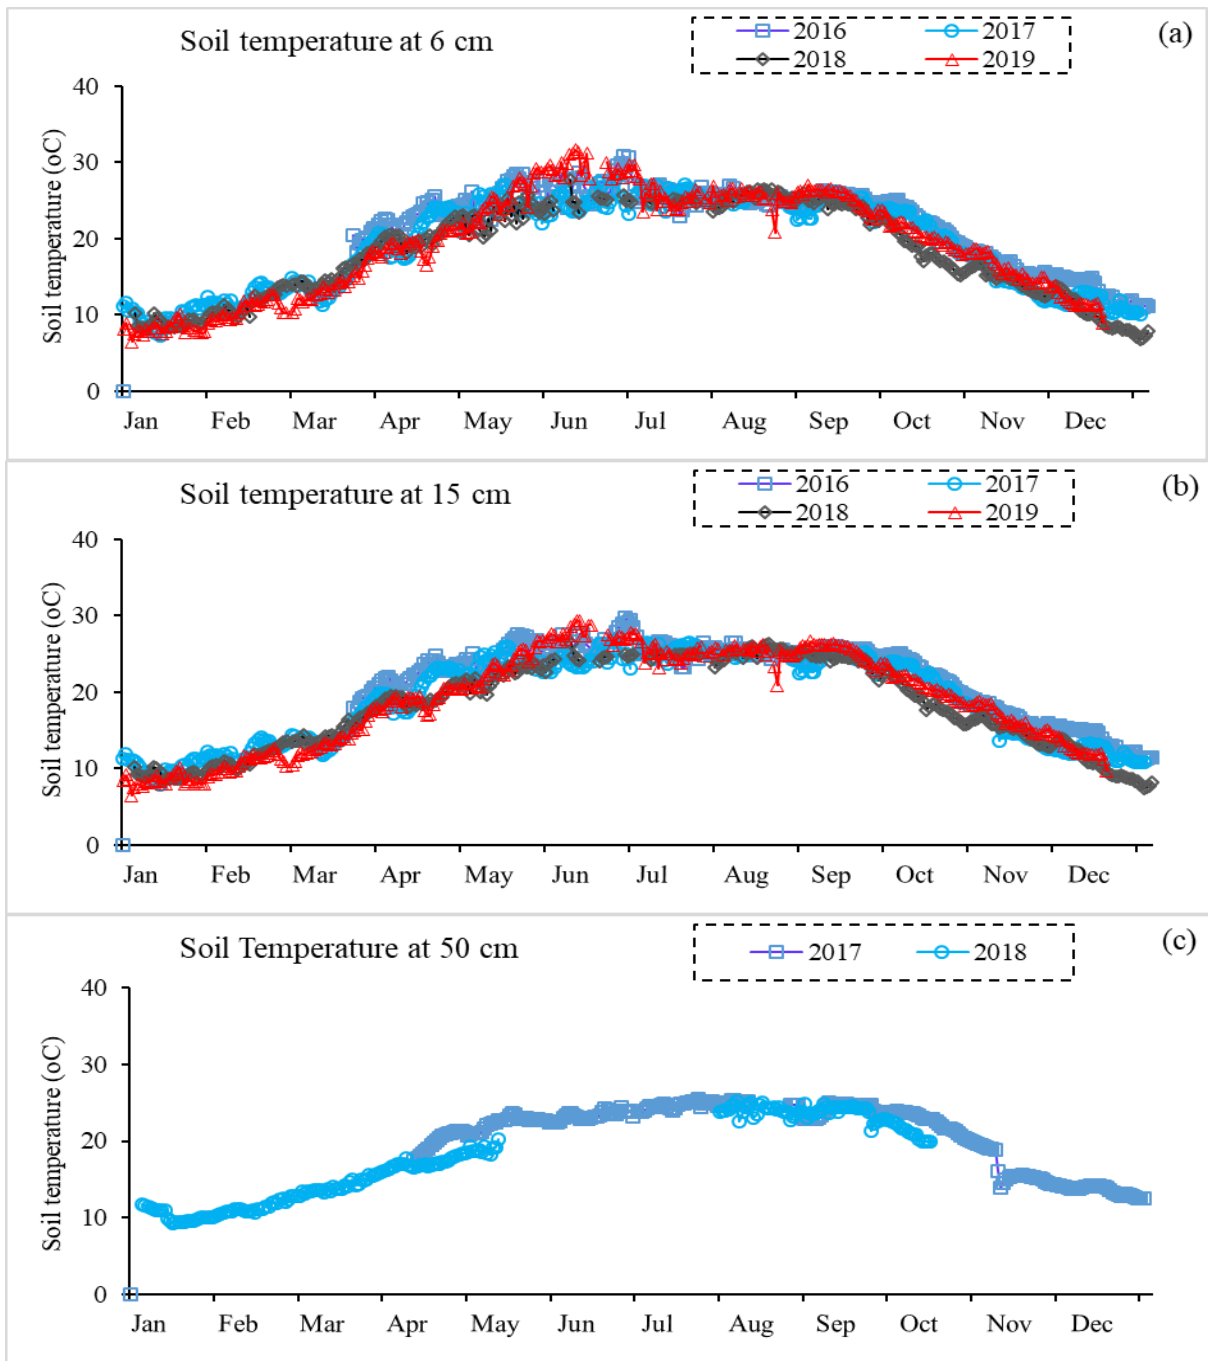 Soil temperature at 6 cm
2016 2017
2018 2019
(a)
Soil temperature (oC)
40
30
20
10
0
Jan Feb Mar Apr May Jun Jul Aug Sep Oct Nov Dec
Soil temperature at 15 cm
2016 2017
2018 2019
(b)
Soil temperature (oC)
40
30
20
10
0
Jan Feb Mar Apr May Jun Jul Aug Sep Oct Nov Dec
Soil Temperature at 50 cm
2017 2018
(c)
Soil temperature (oC)
40
30
20
10
0
Jan Feb Mar Apr May Jun Jul Aug Sep Oct Nov Dec